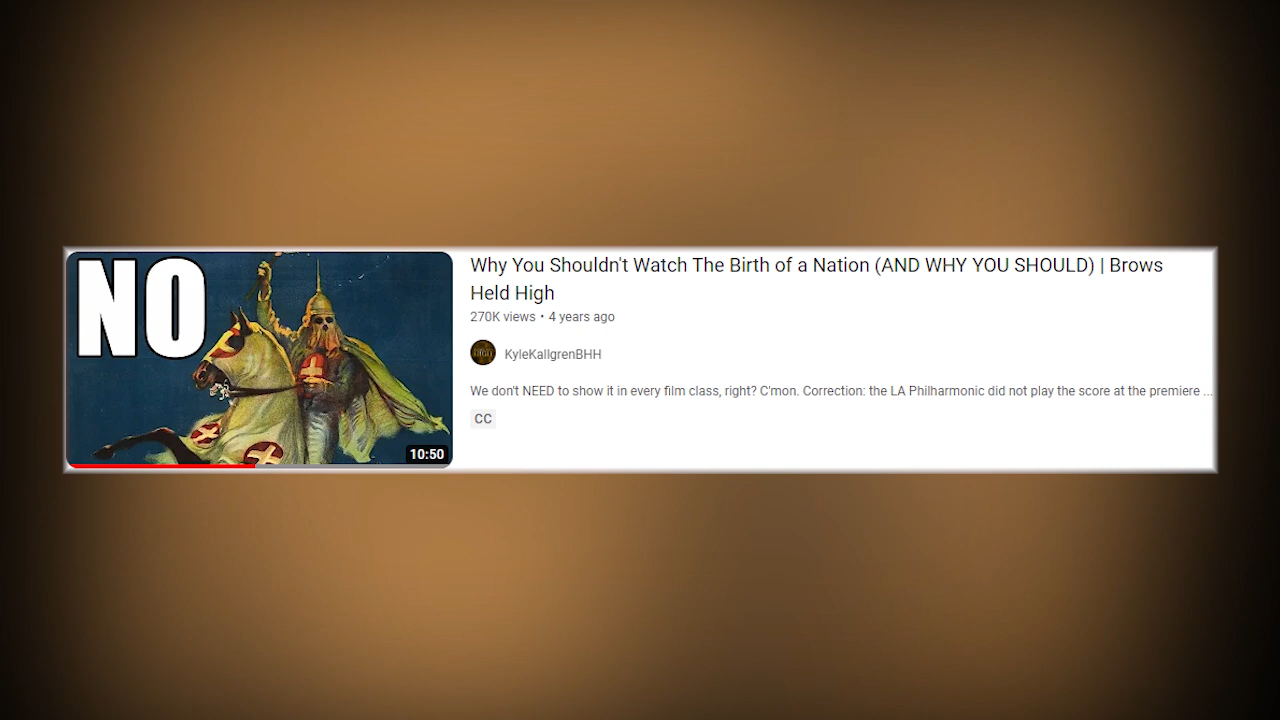 NO
10:50
Why You Shouldn't Watch The Birth of a Nation (AND WHY YOU SHOULD) | Brows
Held High
270K views • 4 years ago
KyleKallgrenBHH
We don't NEED to show it in every film class, right? C'mon. Correction: the LA Philharmonic did not play the score at the premiere ...
CC